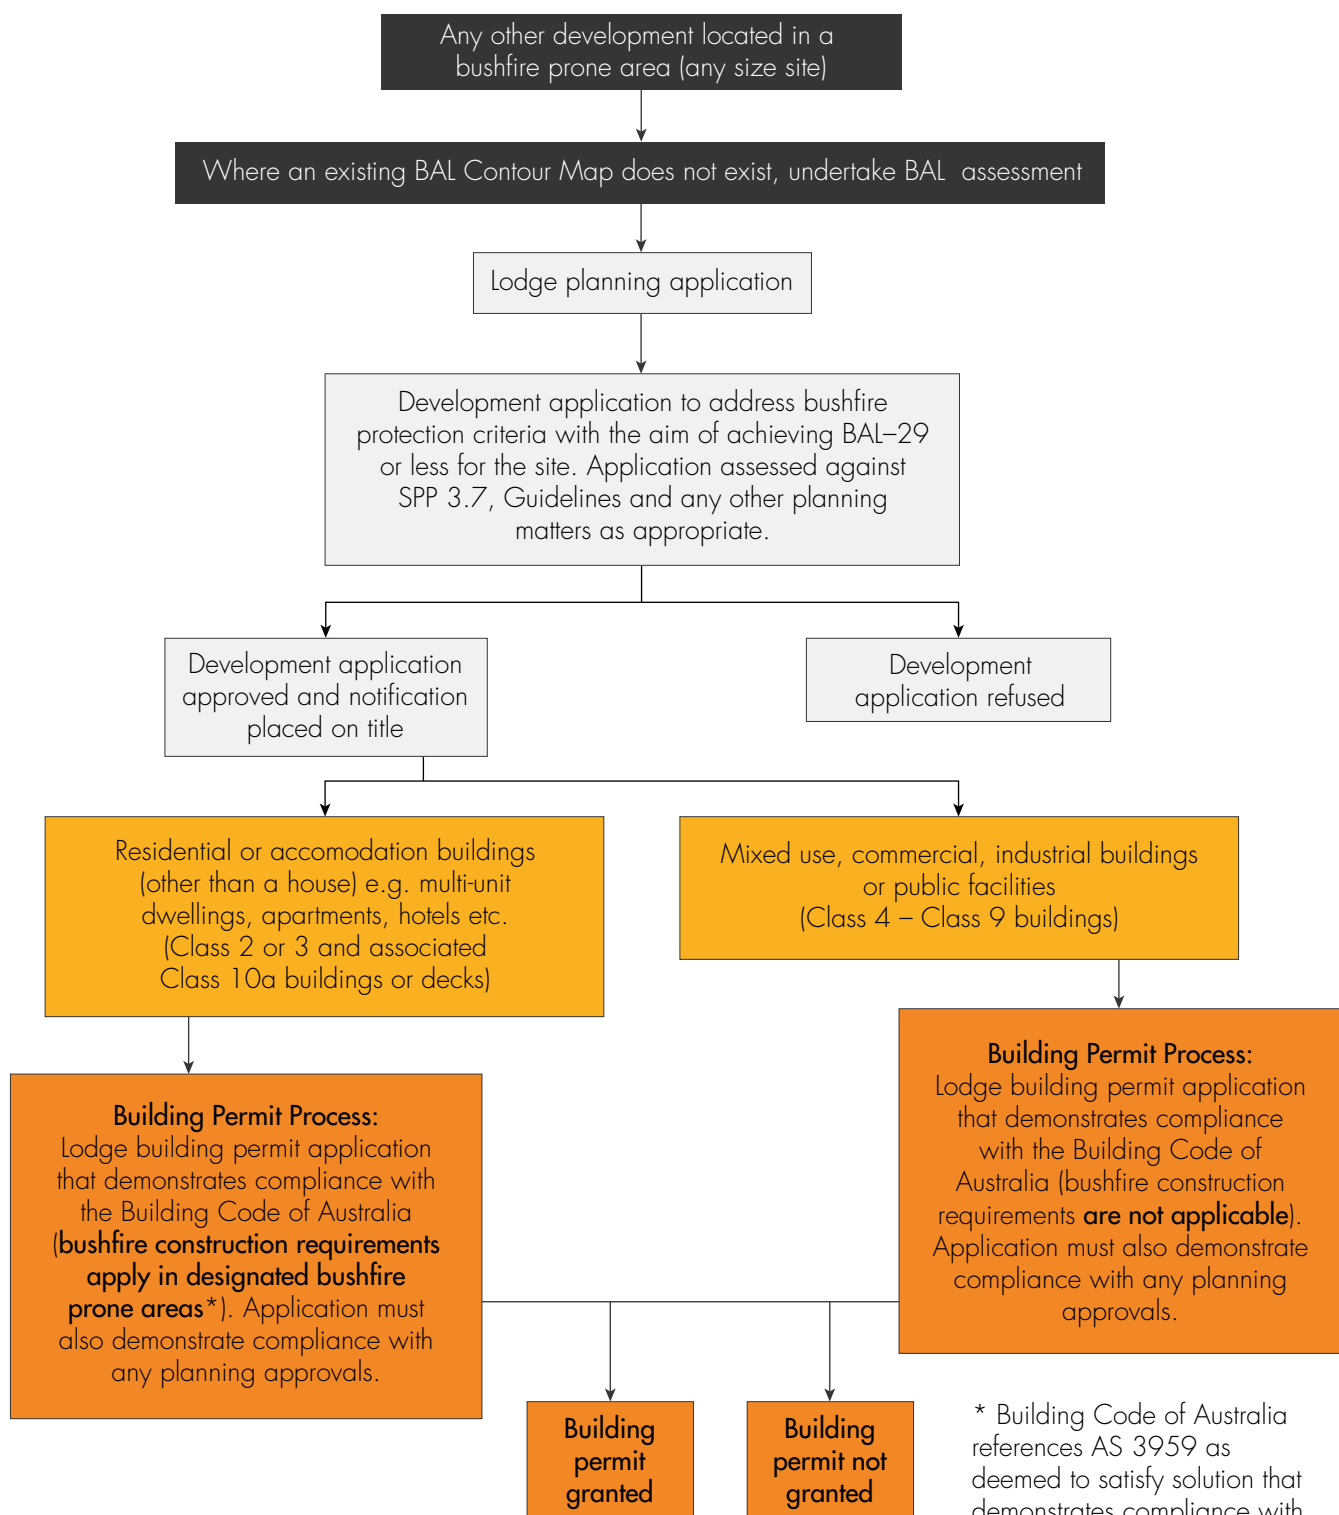 Any other development located in a
bushfire prone area (any size site)
Where an existing BAL Contour Map does not exist, undertake BAL assessment
Lodge planning application
Development application to address bushfire
protection criteria with the aim of achieving BAL–29
or less for the site. Application assessed against
SPP 3.7, Guidelines and any other planning
matters as appropriate.
Development application
approved and notification
placed on title
Development
application refused
Residential or accomodation buildings
(other than a house) e.g. multi-unit
dwellings, apartments, hotels etc.
(Class 2 or 3 and associated
Class 10a buildings or decks)
Mixed use, commercial, industrial buildings
or public facilities
(Class 4 – Class 9 buildings)
Building Permit Process:
Lodge building permit application
that demonstrates compliance with
the Building Code of Australia
(bushfire construction requirements
apply in designated bushfire
prone areas*). Application must
also demonstrate compliance with
any planning approvals.
Building Permit Process:
Lodge building permit application
that demonstrates compliance
with the Building Code of
Australia (bushfire construction
requirements are not applicable).
Application must also demonstrate
compliance with any planning
approvals.
Building
permit
granted
Building
permit not
granted
* Building Code of Australia
references AS 3959 as
deemed to satisfy solution that
demonstrates compliance with